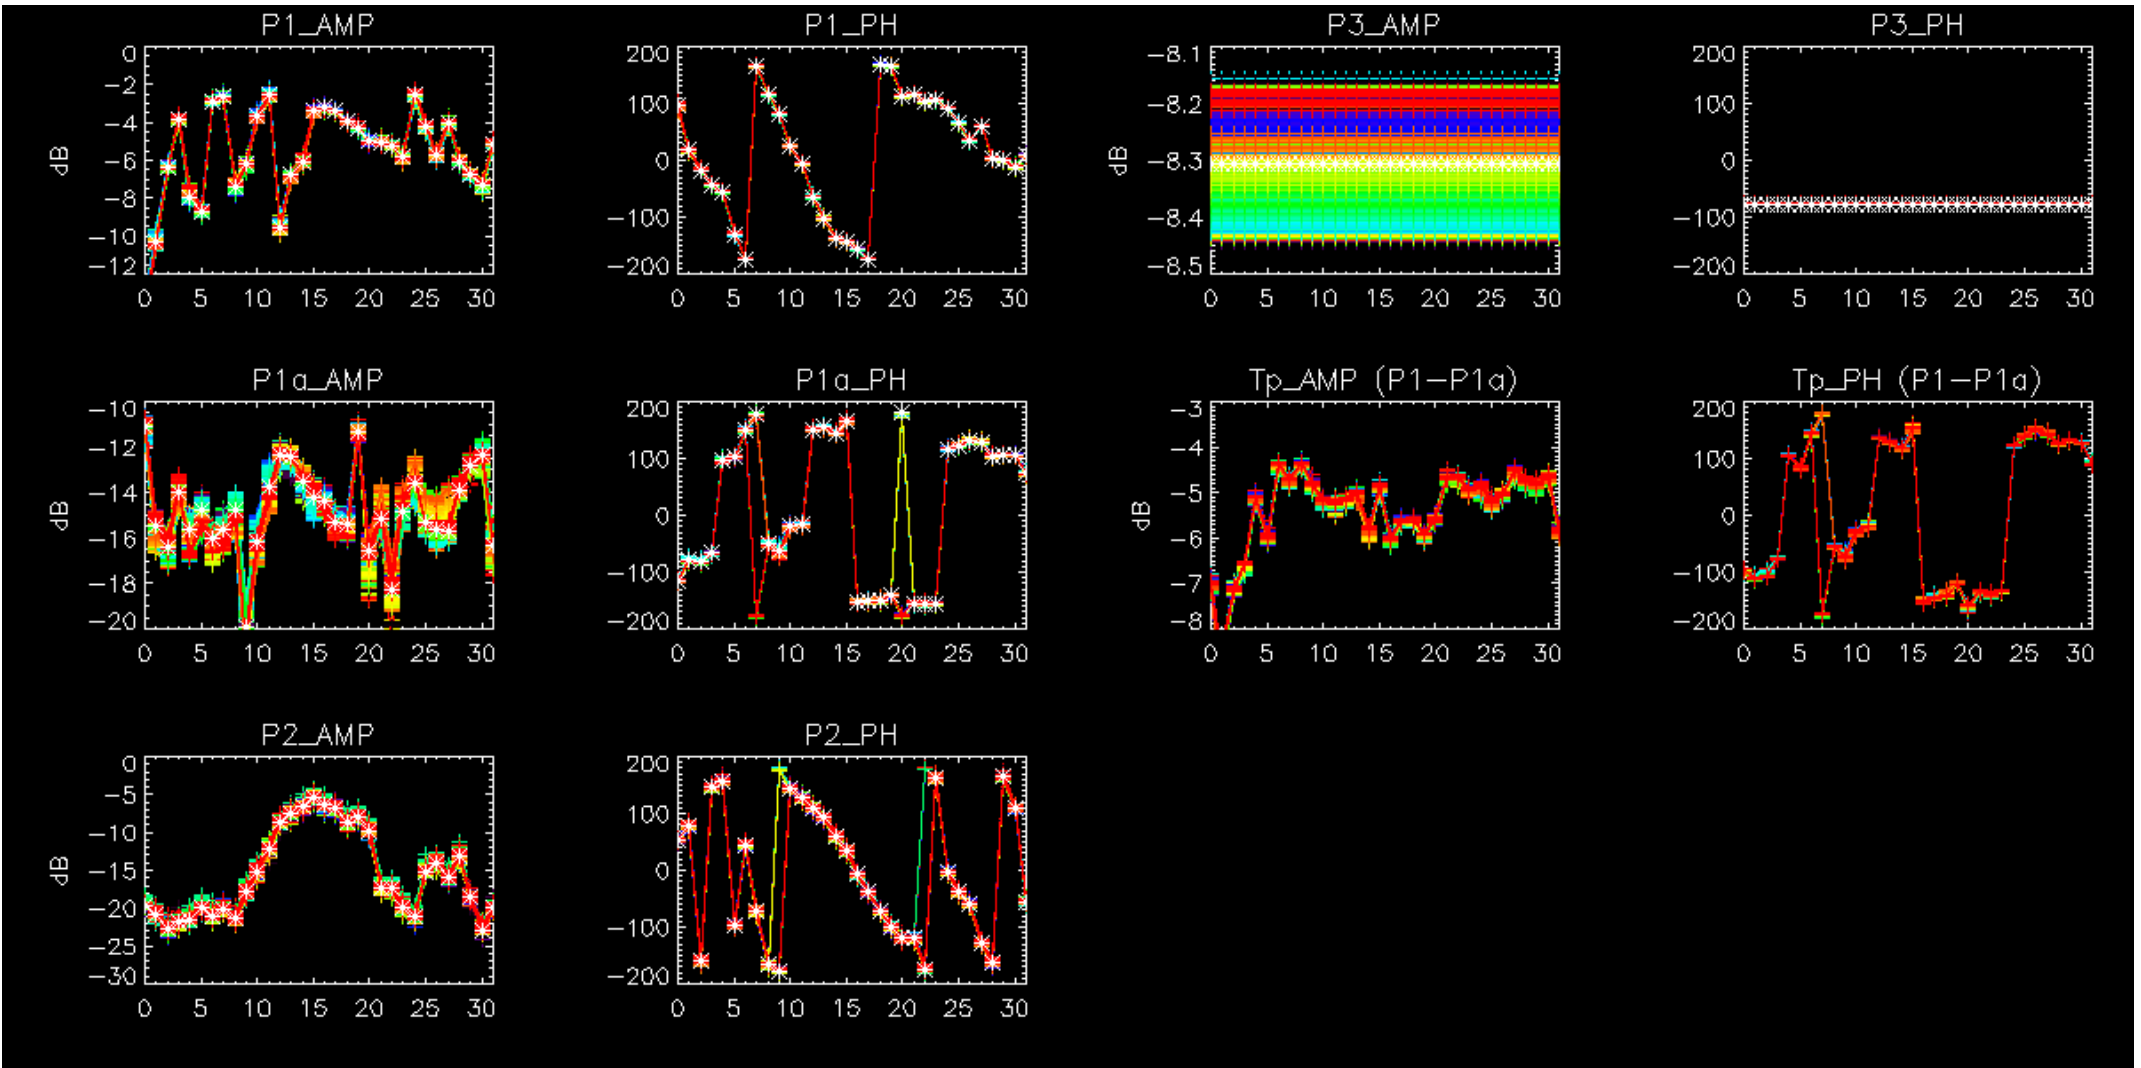 P1_AMP
P1_PH
P3_AMP
P3_PH
0
−2
−4
−6
−8
−10
−12
dB
0 5 10 15 20 25 30
200
100
0
−100
−200
0 5 10 15 20 25 30
−8.1
−8.2
−8.3
−8.4
−8.5
dB
0 5 10 15 20 25 30
200
100
0
−100
−200
0 5 10 15 20 25 30
P1a_AMP
P1a_PH
Tp_AMP (P1−P1a)
Tp_PH (P1−P1a)
−10
−12
−14
−16
−18
−20
dB
0 5 10 15 20 25 30
200
100
0
−100
−200
0 5 10 15 20 25 30
−3
−4
−5
−6
−7
−8
dB
0 5 10 15 20 25 30
200
100
0
−100
−200
0 5 10 15 20 25 30
P2_AMP
P2_PH
0
−5
−10
−15
−20
−25
−30
dB
0 5 10 15 20 25 30
200
100
0
−100
−200
0 5 10 15 20 25 30